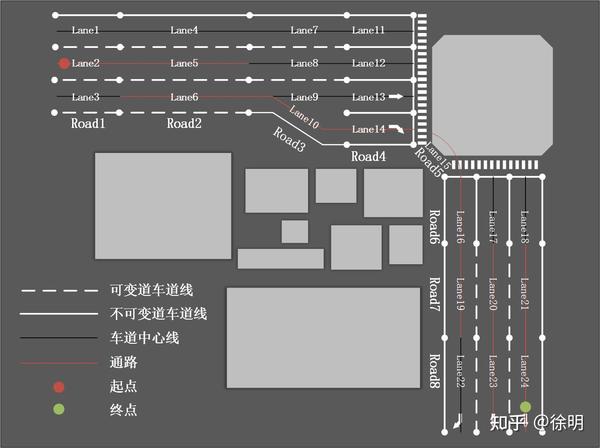 Lane1 Lane4 Lane7 Lane11
Lane2 Lane5 Lane8 Lane12
Lane3 Lane6 Lane9 Lane13
Lane10
Lane14
Road1 Road2 Road3 Road4 Road5
Lane15
Road6 Lane16 Lane17 Lane18
Road7 Lane19 Lane20 Lane21
Road8 Lane22 Lane23 Lane24
可变道车道线
不可变道车道线
车道中心线
通路
起点
终点
知乎 @徐明